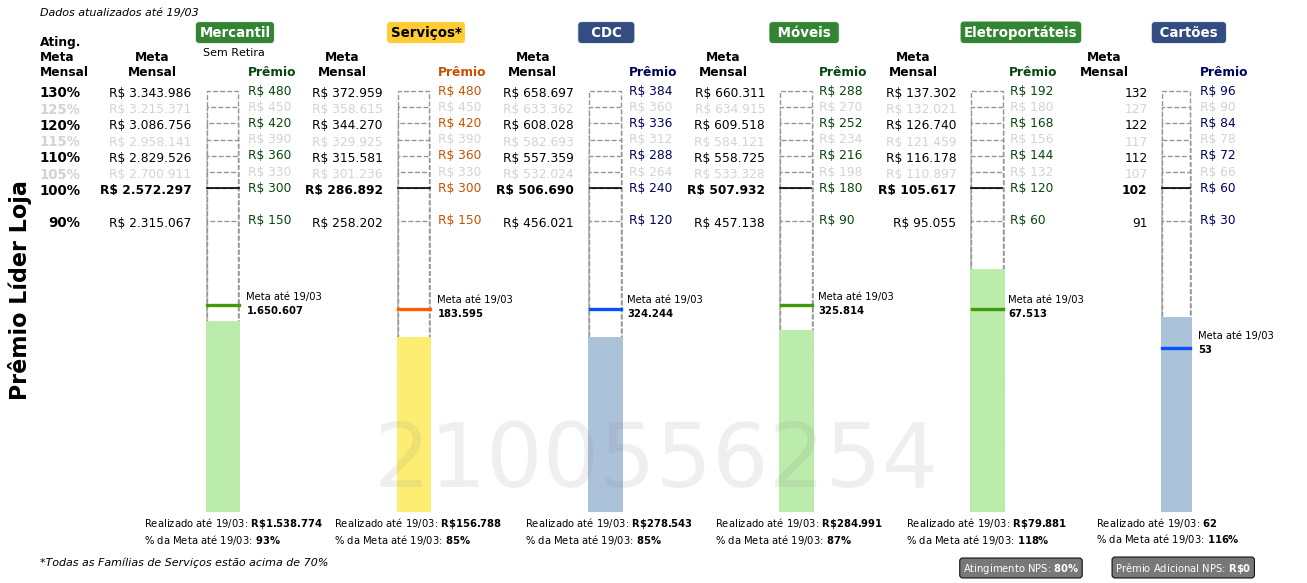 Dados atualizados até 19/03
Mercantil Serviços* CDC Móveis Eletroportáteis Cartões
Sem Retira
Ating. Meta Mensal Meta Mensal Prêmio Meta Mensal Prêmio Meta Mensal Prêmio Meta Mensal Prêmio Meta Mensal Prêmio Meta Mensal Prêmio
130% R$ 3.343.986 R$ 480 R$ 372.959 R$ 480 R$ 658.697 R$ 384 R$ 660.311 R$ 288 R$ 137.302 R$ 192 132 R$ 96
125% R$ 3.215.371 R$ 450 R$ 358.615 R$ 450 R$ 633.362 R$ 360 R$ 634.915 R$ 270 R$ 132.021 R$ 180 127 R$ 90
120% R$ 3.086.756 R$ 420 R$ 344.270 R$ 420 R$ 608.028 R$ 336 R$ 609.518 R$ 252 R$ 126.740 R$ 168 122 R$ 84
115% R$ 2.958.141 R$ 390 R$ 329.925 R$ 390 R$ 582.693 R$ 312 R$ 584.121 R$ 234 R$ 121.459 R$ 156 117 R$ 78
110% R$ 2.829.526 R$ 360 R$ 315.581 R$ 360 R$ 557.359 R$ 288 R$ 558.725 R$ 216 R$ 116.178 R$ 144 112 R$ 72
105% R$ 2.700.911 R$ 330 R$ 301.236 R$ 330 R$ 532.024 R$ 264 R$ 533.328 R$ 198 R$ 110.897 R$ 132 107 R$ 66
100% R$ 2.572.297 R$ 300 R$ 286.892 R$ 300 R$ 506.690 R$ 240 R$ 507.932 R$ 180 R$ 105.617 R$ 120 102 R$ 60
90% R$ 2.315.067 R$ 150 R$ 258.202 R$ 150 R$ 456.021 R$ 120 R$ 457.138 R$ 90 R$ 95.055 R$ 60 91 R$ 30
Prêmio Líder Loja
Meta até 19/03 Meta até 19/03 Meta até 19/03 Meta até 19/03 Meta até 19/03 Meta até 19/03
1.650.607 183.595 324.244 325.814 67.513 53
2100556254
Realizado até 19/03: R$1.538.774 Realizado até 19/03: R$156.788 Realizado até 19/03: R$278.543 Realizado até 19/03: R$284.991 Realizado até 19/03: R$79.881 Realizado até 19/03: 62
% da Meta até 19/03: 93% % da Meta até 19/03: 85% % da Meta até 19/03: 85% % da Meta até 19/03: 87% % da Meta até 19/03: 118% % da Meta até 19/03: 116%
*Todas as Famílias de Serviços estão acima de 70% Atingimento NPS: 80% Prêmio Adicional NPS: R$0